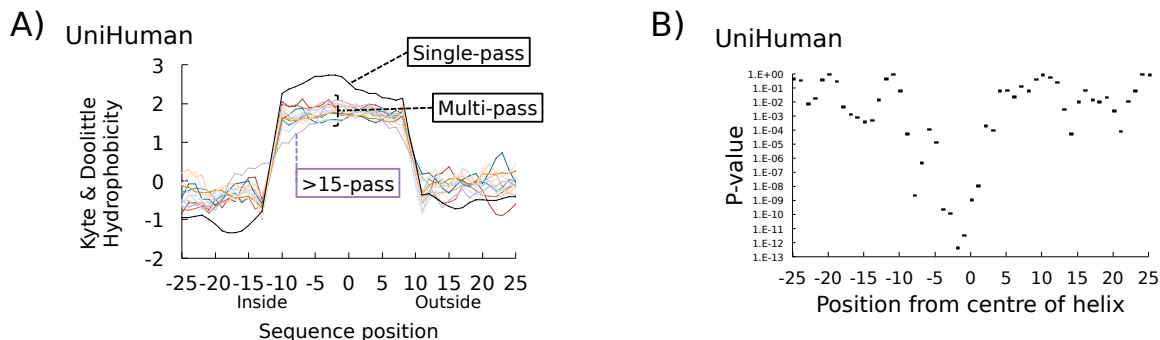 A)
UniHuman
Kyte & Doolittle
Hydrophobicity
3
2
1
0
-1
-2
Single-pass
Multi-pass
>15-pass
-25 -20 -15 -10 -5 0 5 10 15 20 25
Inside Outside
Sequence position
B)
UniHuman
P-value
1.E+00
1.E-01
1.E-02
1.E-03
1.E-04
1.E-05
1.E-06
1.E-07
1.E-08
1.E-09
1.E-10
1.E-11
1.E-12
1.E-13
-25 -20 -15 -10 -5 0 5 10 15 20 25
Position from centre of helix